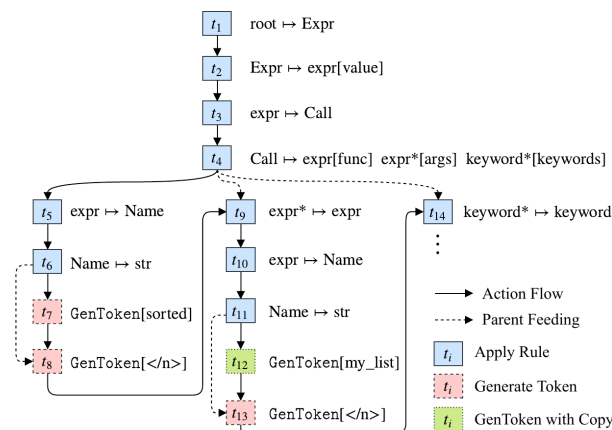 t1 root ↦ Expr
t2 Expr ↦ expr[value]
t3 expr ↦ Call
t4 Call ↦ expr[func] expr*[args] keyword*[keywords]
t5 expr ↦ Name
t6 Name ↦ str
t7 GenToken[sorted]
t8 GenToken[</n>]
t9 expr* ↦ expr
t10 expr ↦ Name
t11 Name ↦ str
t12 GenToken[my_list]
t13 GenToken[</n>]
t14 keyword* ↦ keyword
⋮
Action Flow
Parent Feeding
ti Apply Rule
ti Generate Token
ti GenToken with Copy